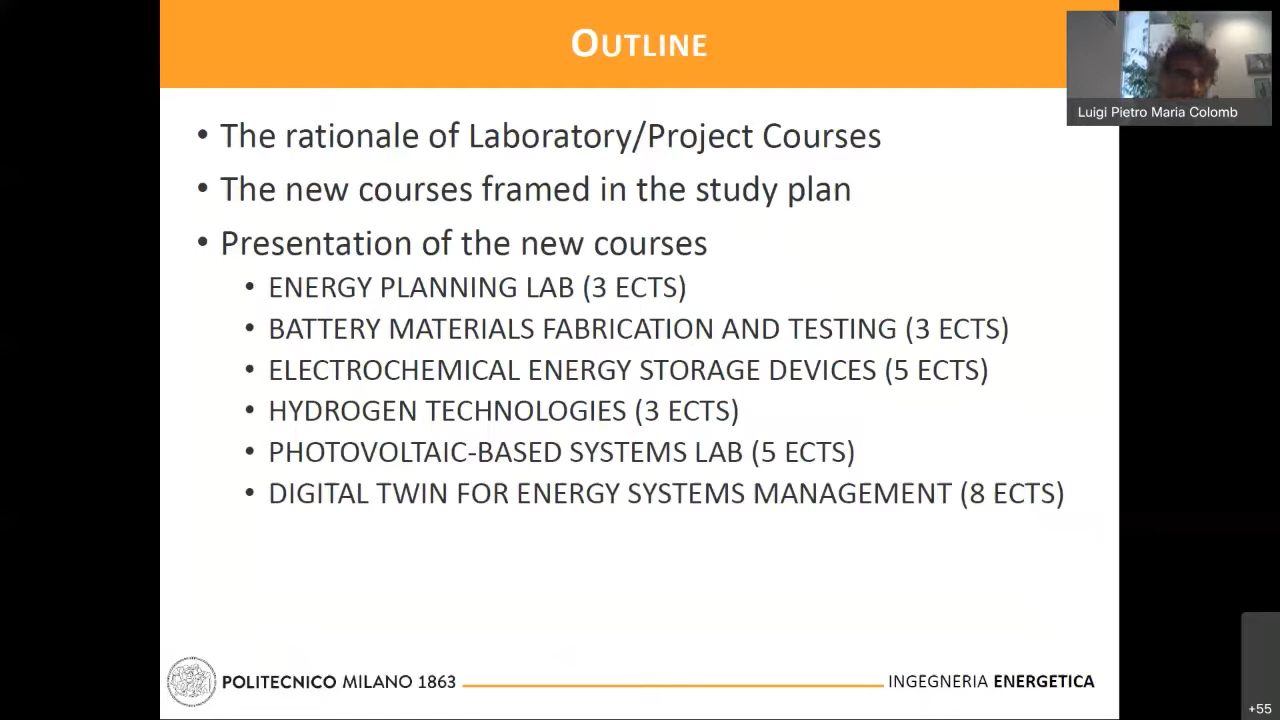 OUTLINE
Luigi Pietro Maria Colomb
• The rationale of Laboratory/Project Courses
• The new courses framed in the study plan
• Presentation of the new courses
• ENERGY PLANNING LAB (3 ECTS)
• BATTERY MATERIALS FABRICATION AND TESTING (3 ECTS)
• ELECTROCHEMICAL ENERGY STORAGE DEVICES (5 ECTS)
• HYDROGEN TECHNOLOGIES (3 ECTS)
• PHOTOVOLTAIC-BASED SYSTEMS LAB (5 ECTS)
• DIGITAL TWIN FOR ENERGY SYSTEMS MANAGEMENT (8 ECTS)
POLITECNICO MILANO 1863
INGEGNERIA ENERGETICA
+55